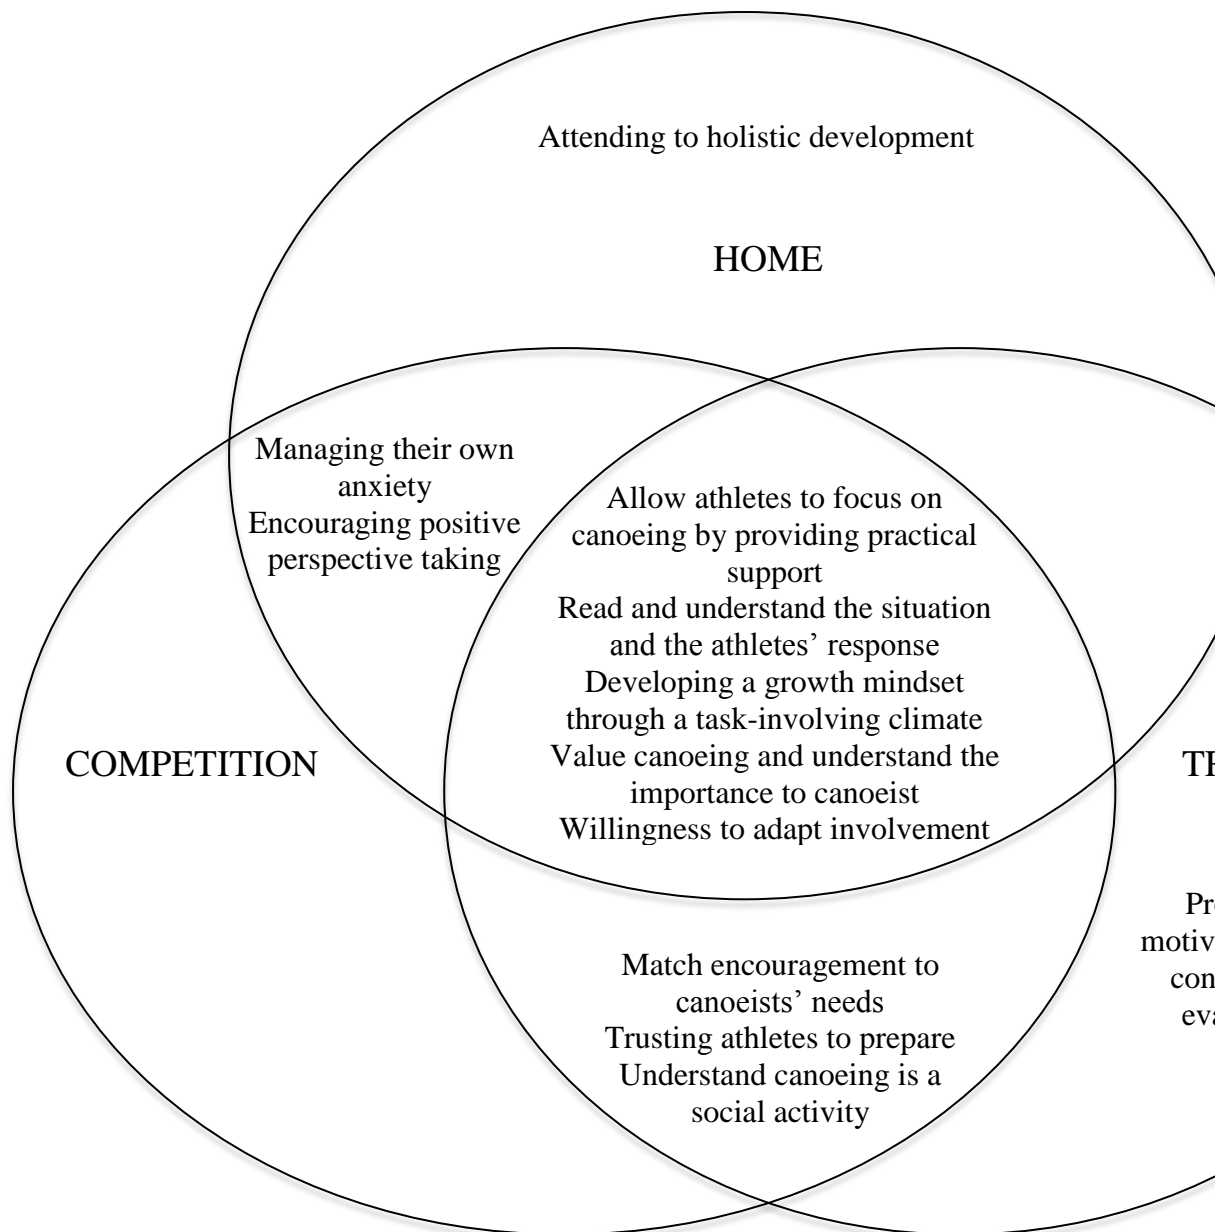 Attending to holistic development
HOME
Managing their own
anxiety
Encouraging positive
perspective taking
Allow athletes to focus on
canoeing by providing practical
support
Read and understand the situation
and the athletes’ response
Developing a growth mindset
through a task-involving climate
Value canoeing and understand the
importance to canoeist
Willingness to adapt involvement
COMPETITION
Match encouragement to
canoeists’ needs
Trusting athletes to prepare
Understand canoeing is a
social activity